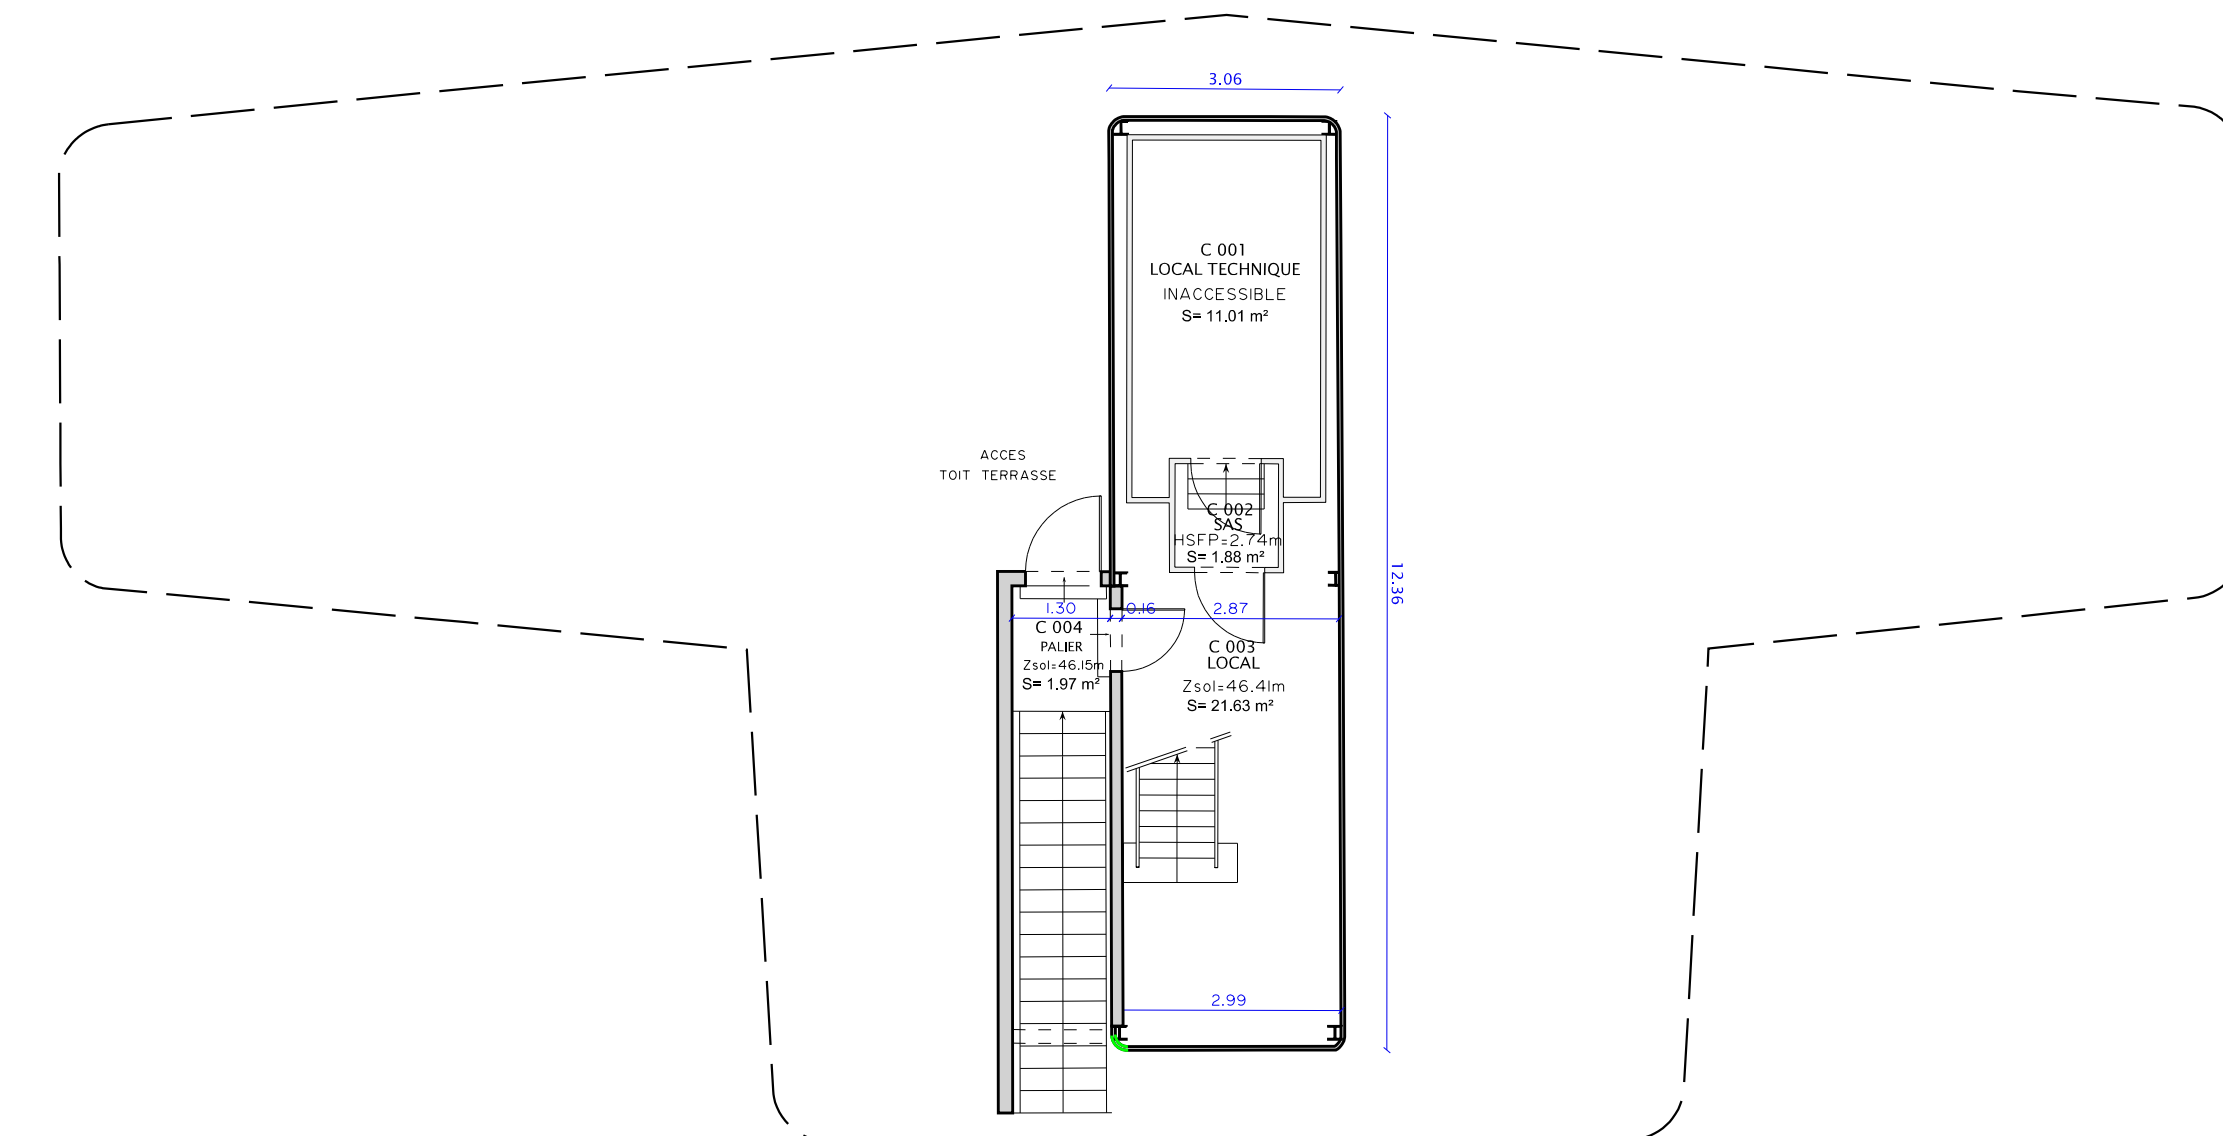 3.06
C 001
LOCAL TECHNIQUE
INACCESSIBLE
S= 11.01 m²
ACCES
TOIT TERRASSE
C 002
SAS
HSFP=2.74m
S= 1.88 m²
12.36
1.30
0.16
2.87
C 004
PALIER
Zsol=46.15m
S= 1.97 m²
C 003
LOCAL
Zsol=46.41m
S= 21.63 m²
2.99